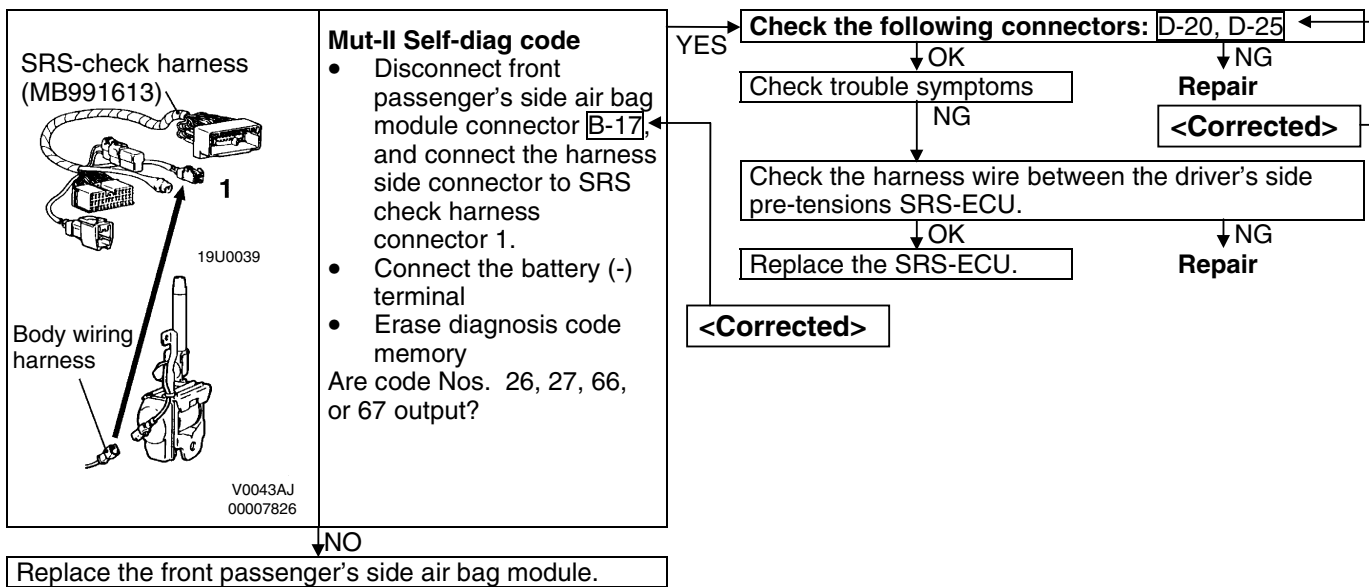 SRS-check harness
(MB991613)
1
19U0039
Body wiring
harness
V0043AJ
00007826
Mut-II Self-diag code
• Disconnect front
passenger's side air bag
module connector B-17,
and connect the harness
side connector to SRS
check harness
connector 1.
• Connect the battery (-)
terminal
• Erase diagnosis code
memory
Are code Nos. 26, 27, 66,
or 67 output?
NO
Replace the front passenger's side air bag module.
YES
Check the following connectors: D-20, D-25
OK
NG
Check trouble symptoms
Repair
NG
<Corrected>
Check the harness wire between the driver's side
pre-tensions SRS-ECU.
OK
NG
Replace the SRS-ECU.
Repair
<Corrected>